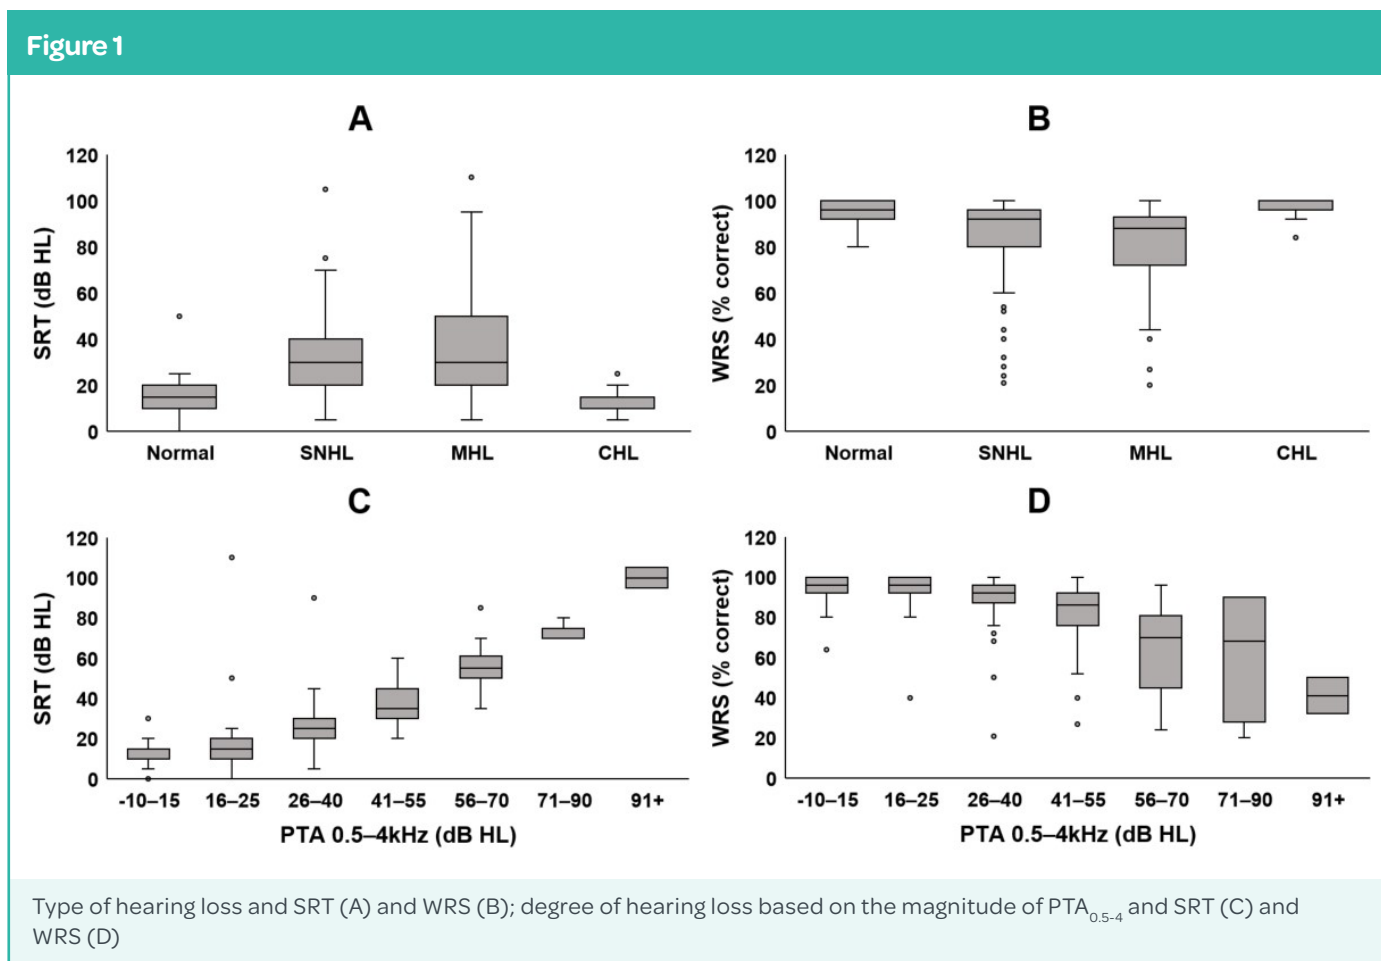 Figure 1
A
SRT (dB HL)
120
100
80
60
40
20
0
Normal SNHL MHL CHL
B
WRS (% correct)
120
100
80
60
40
20
0
Normal SNHL MHL CHL
C
SRT (dB HL)
120
100
80
60
40
20
0
-10–15 16–25 26–40 41–55 56–70 71–90 91+
PTA 0.5–4kHz (dB HL)
D
WRS (% correct)
120
100
80
60
40
20
0
-10–15 16–25 26–40 41–55 56–70 71–90 91+
PTA 0.5–4kHz (dB HL)
Type of hearing loss and SRT (A) and WRS (B); degree of hearing loss based on the magnitude of PTA0.5-4 and SRT (C) and
WRS (D)